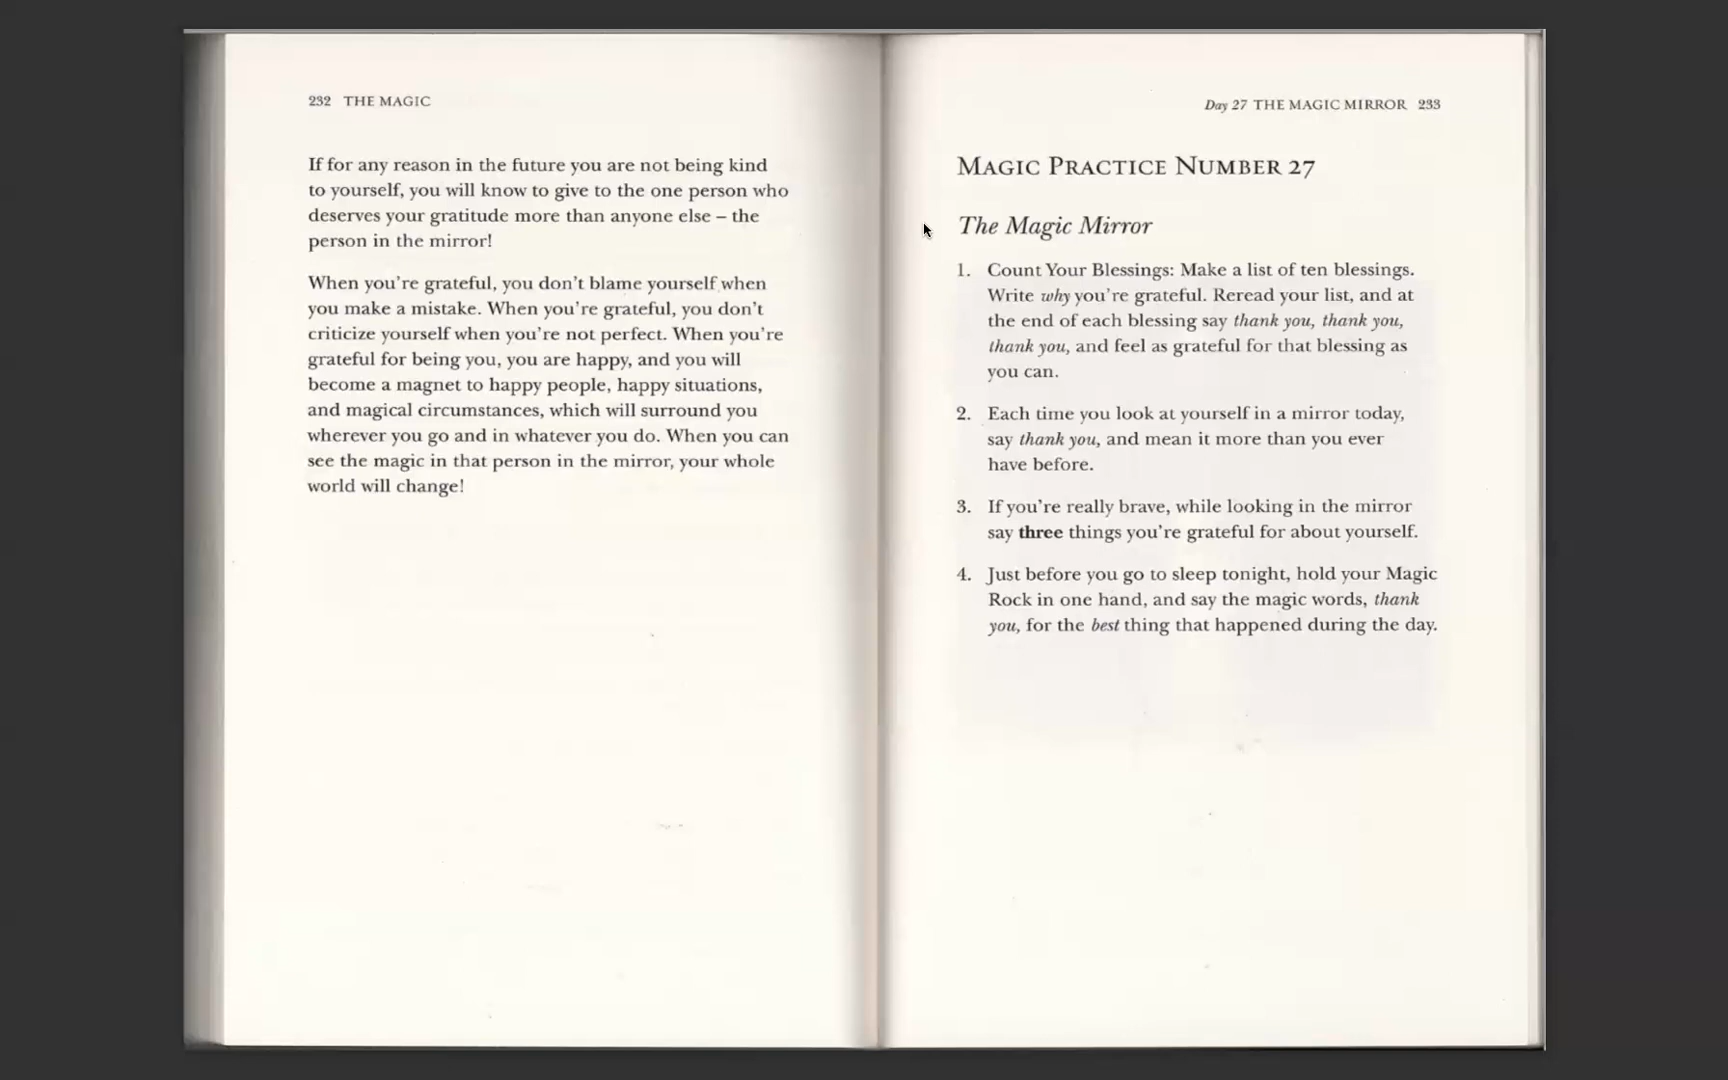 232 THE MAGIC
If for any reason in the future you are not being kind
to yourself, you will know to give to the one person who
deserves your gratitude more than anyone else – the
person in the mirror!
When you're grateful, you don't blame yourself when
you make a mistake. When you're grateful, you don't
criticize yourself when you're not perfect. When you're
grateful for being you, you are happy, and you will
become a magnet to happy people, happy situations,
and magical circumstances, which will surround you
wherever you go and in whatever you do. When you can
see the magic in that person in the mirror, your whole
world will change!
Day 27 THE MAGIC MIRROR 233
MAGIC PRACTICE NUMBER 27
The Magic Mirror
1. Count Your Blessings: Make a list of ten blessings.
Write why you're grateful. Reread your list, and at
the end of each blessing say thank you, thank you,
thank you, and feel as grateful for that blessing as
you can.
2. Each time you look at yourself in a mirror today,
say thank you, and mean it more than you ever
have before.
3. If you're really brave, while looking in the mirror
say three things you're grateful for about yourself.
4. Just before you go to sleep tonight, hold your Magic
Rock in one hand, and say the magic words, thank
you, for the best thing that happened during the day.